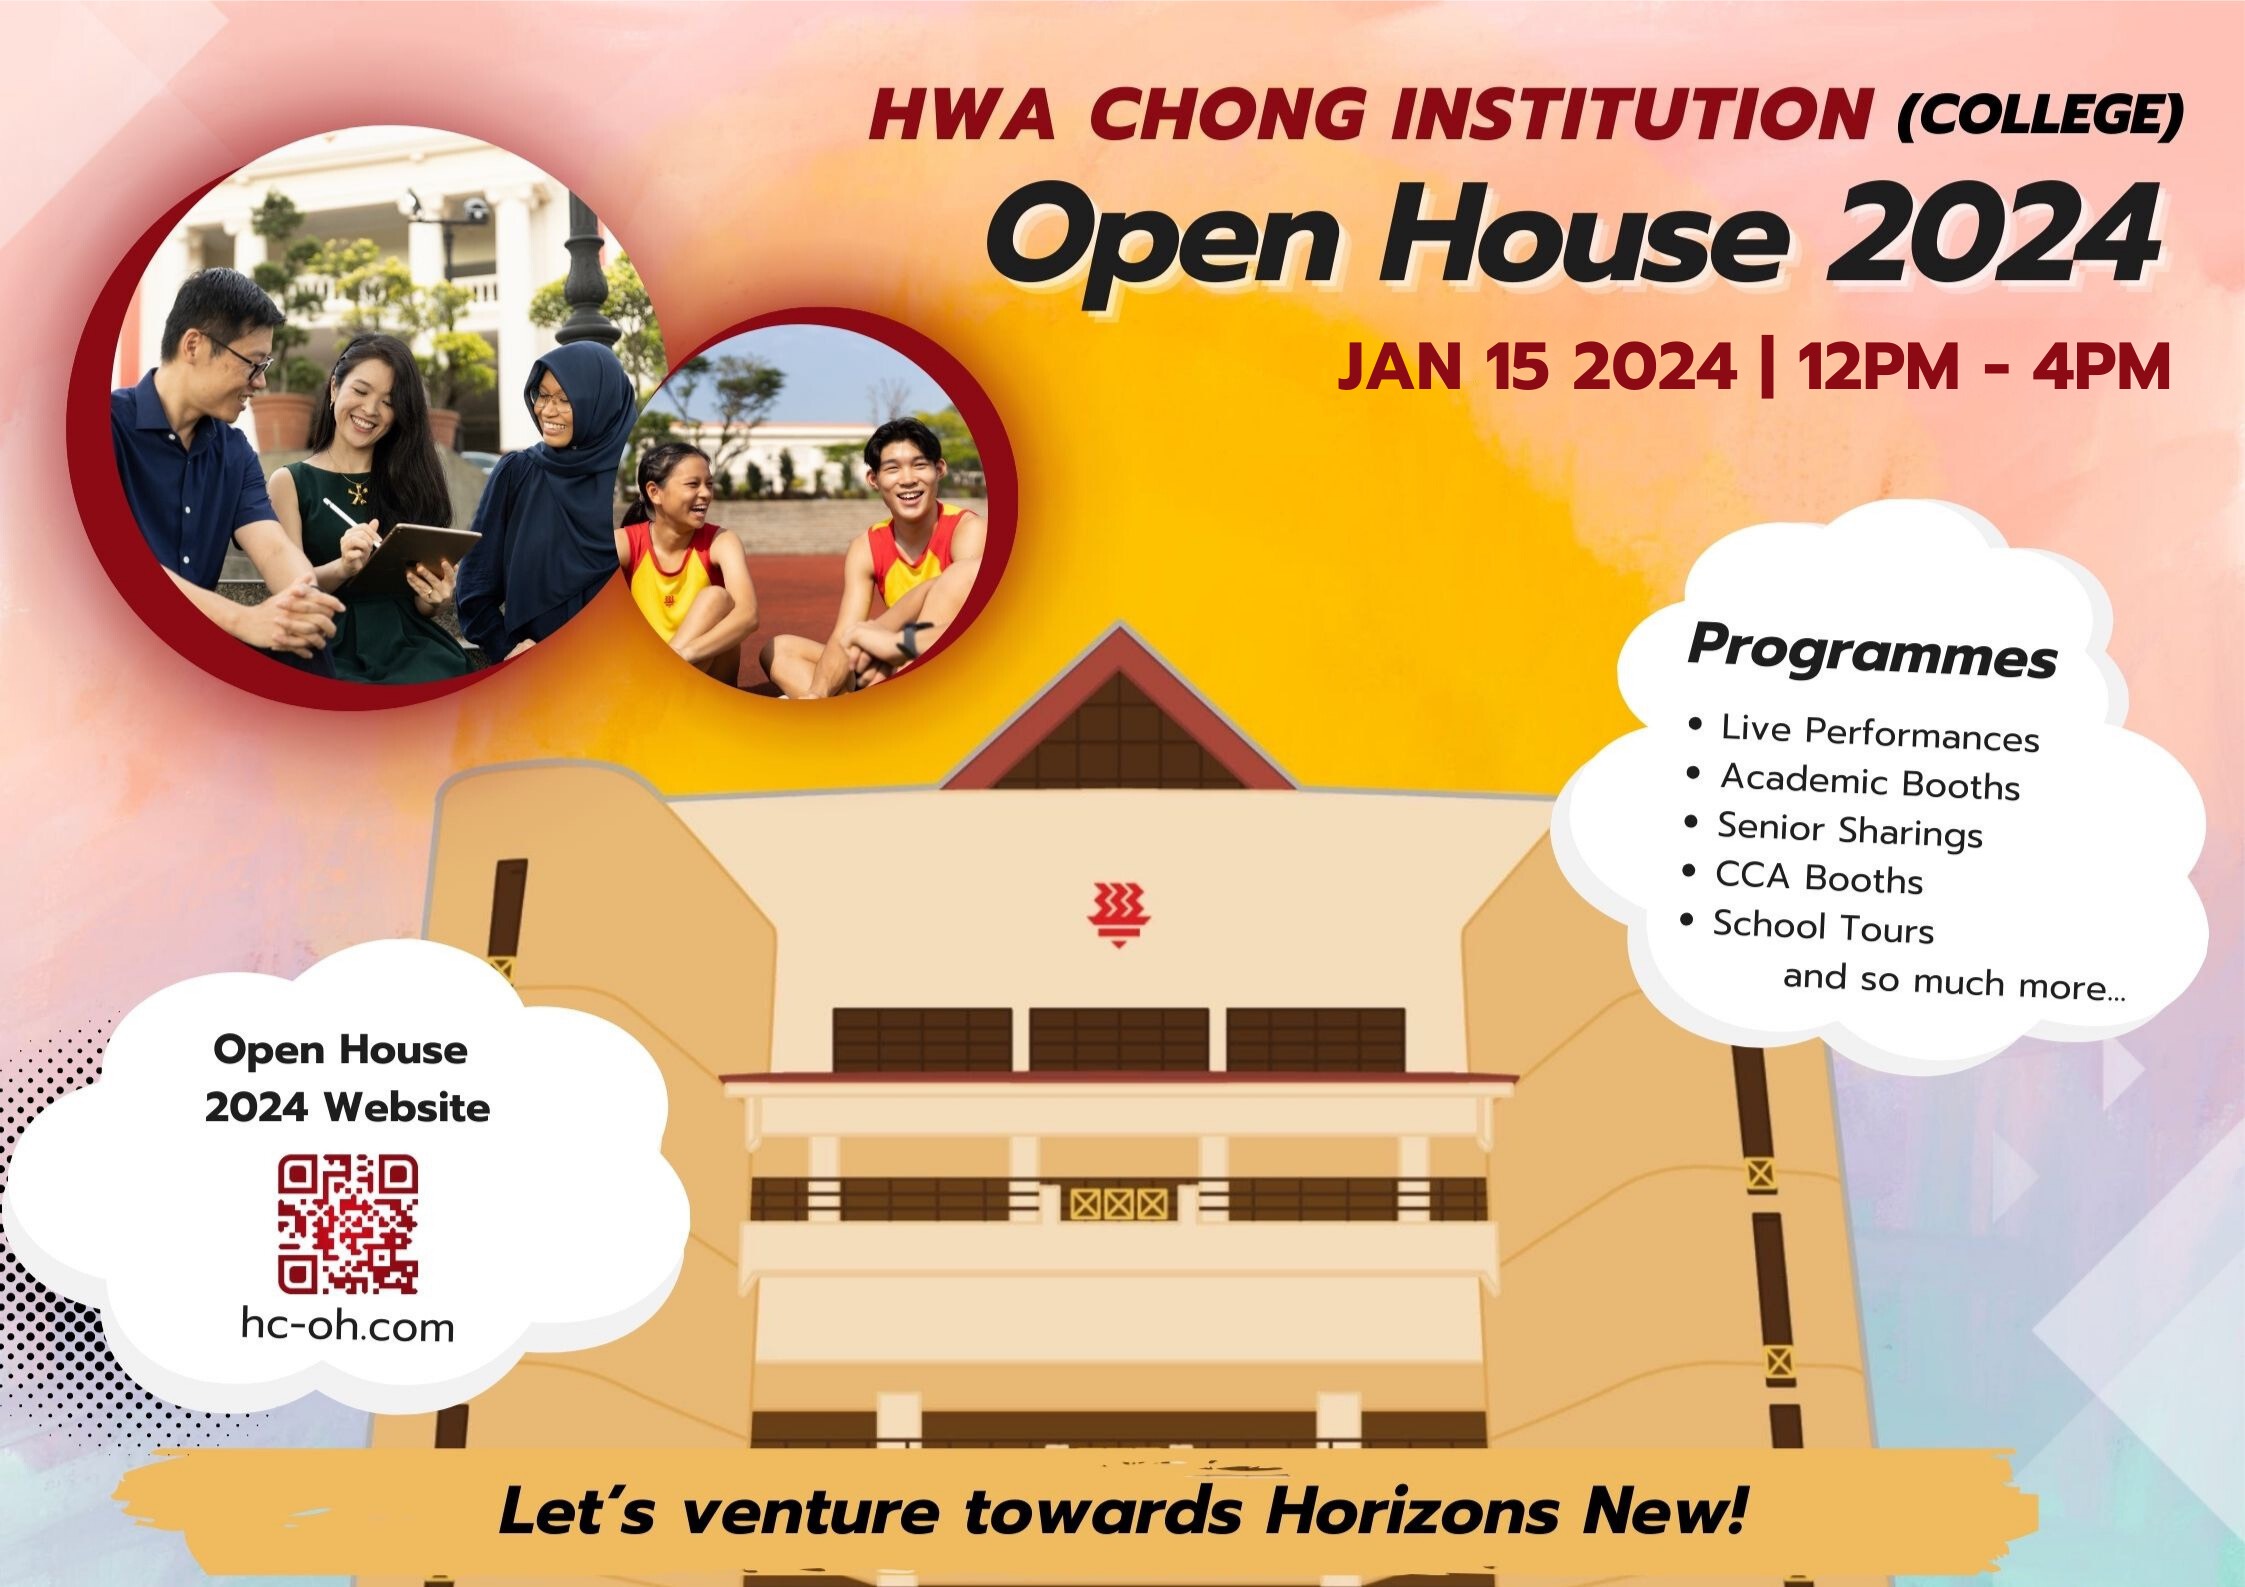 HWA CHONG INSTITUTION (COLLEGE)
Open House 2024
JAN 15 2024 | 12PM - 4PM
Programmes
• Live Performances
• Academic Booths
• Senior Sharings
• CCA Booths
• School Tours
and so much more...
Open House
2024 Website
hc-oh.com
Let's venture towards Horizons New!